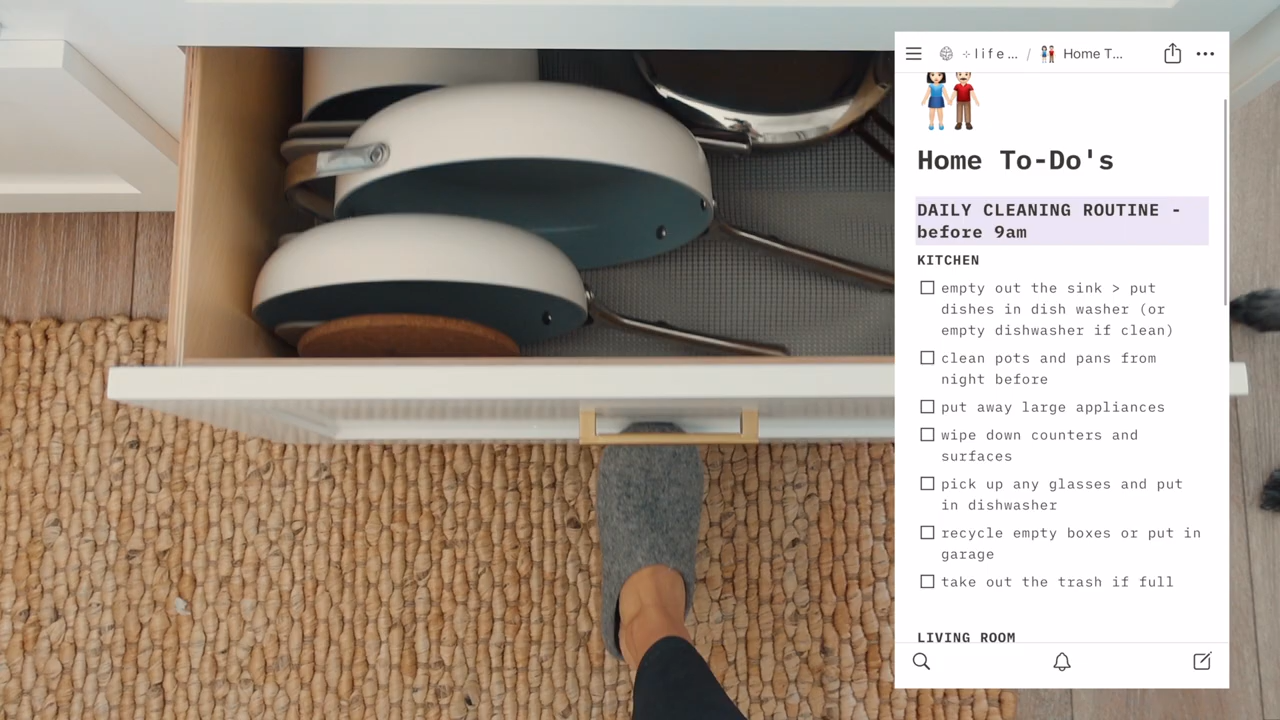 life ... / Home T...
Home To-Do's
DAILY CLEANING ROUTINE -
before 9am
KITCHEN
empty out the sink > put
dishes in dish washer (or
empty dishwasher if clean)
clean pots and pans from
night before
put away large appliances
wipe down counters and
surfaces
pick up any glasses and put
in dishwasher
recycle empty boxes or put in
garage
take out the trash if full
LIVING ROOM